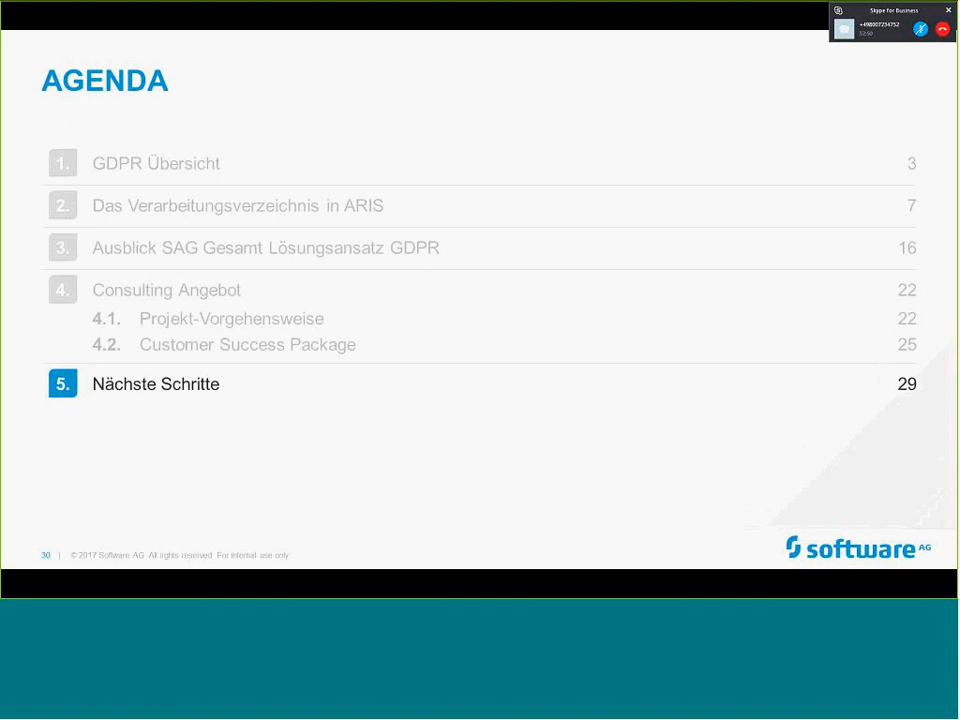 Skype for Business
+498007234752
52:50
AGENDA
1. GDPR Übersicht 3
2. Das Verarbeitungsverzeichnis in ARIS 7
3. Ausblick SAG Gesamt Lösungsansatz GDPR 16
4. Consulting Angebot 22
4.1. Projekt-Vorgehensweise 22
4.2. Customer Success Package 25
5. Nächste Schritte 29
30 | © 2017 Software AG. All rights reserved. For internal use only
software AG